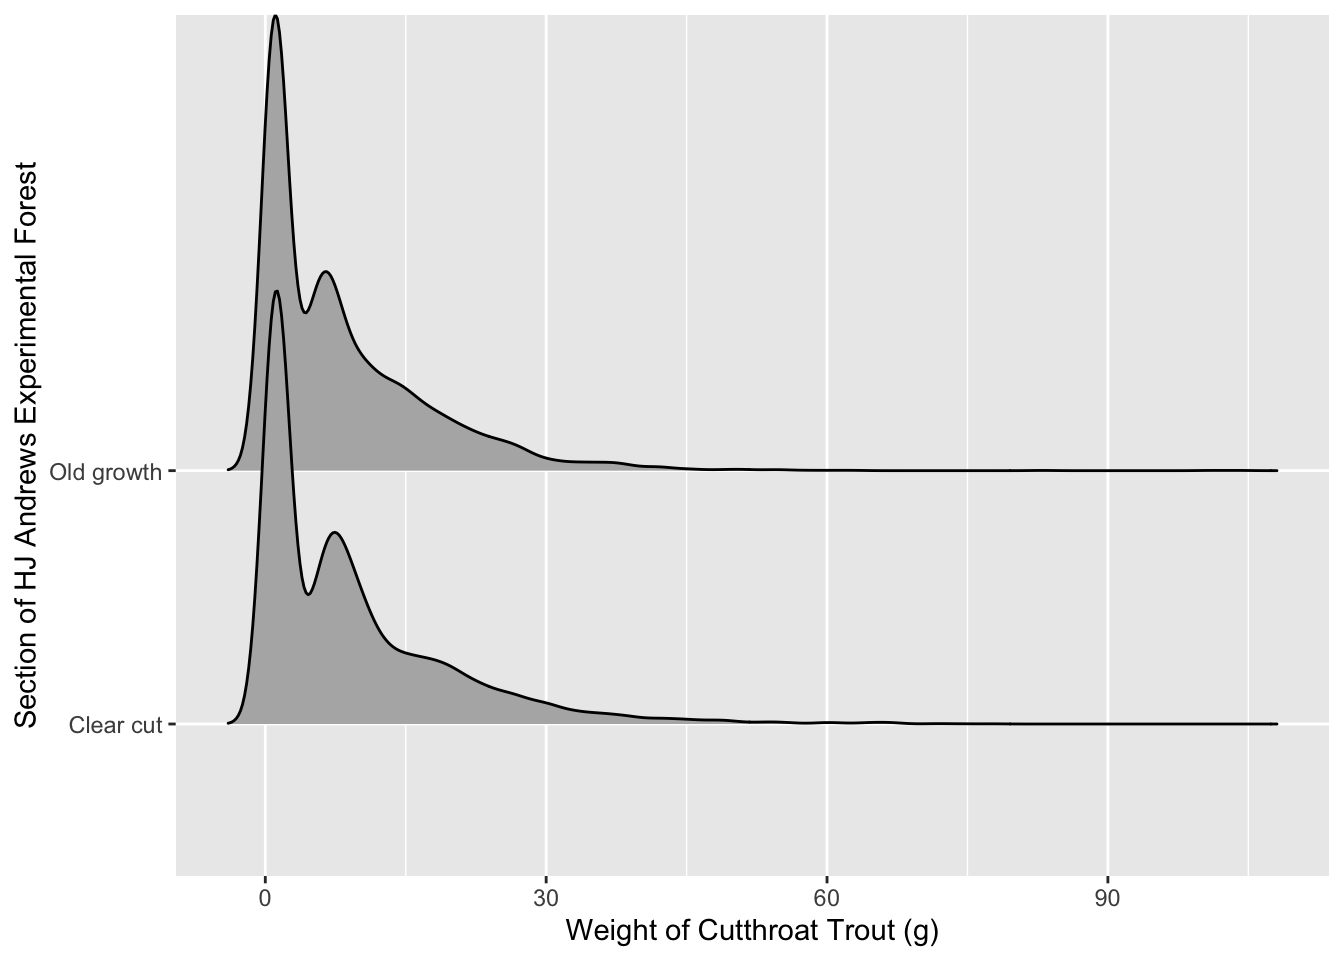 Section of HJ Andrews Experimental Forest
Old growth
Clear cut
0 30 60 90
Weight of Cutthroat Trout (g)